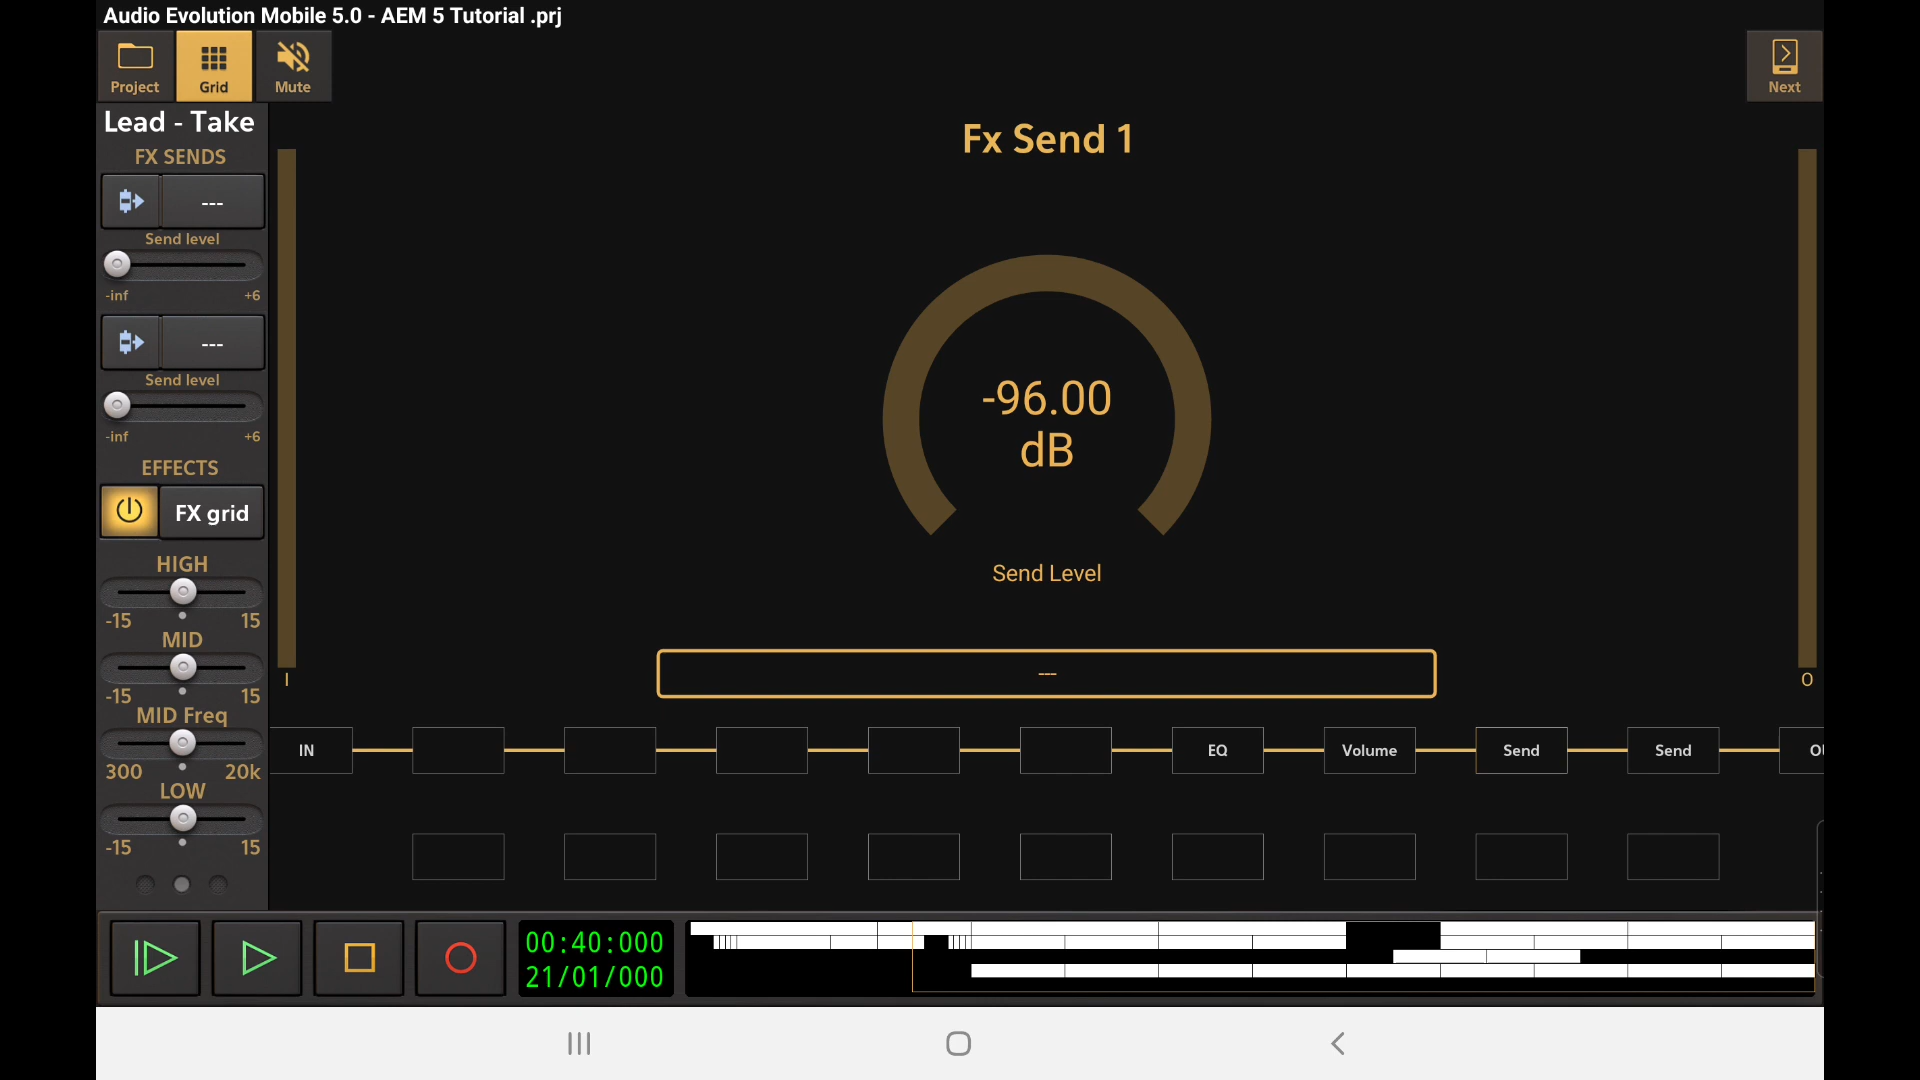 Audio Evolution Mobile 5.0 - AEM 5 Tutorial .prj
Project
Grid
Mute
Next
Lead - Take
FX SENDS
---
Send level
-inf +6
---
Send level
-inf +6
EFFECTS
FX grid
HIGH
-15 15
MID
-15 15
MID Freq
300 20k
LOW
-15 15
Fx Send 1
-96.00
dB
Send Level
---
I
O
IN EQ Volume Send Send
00:40:000
21/01/000